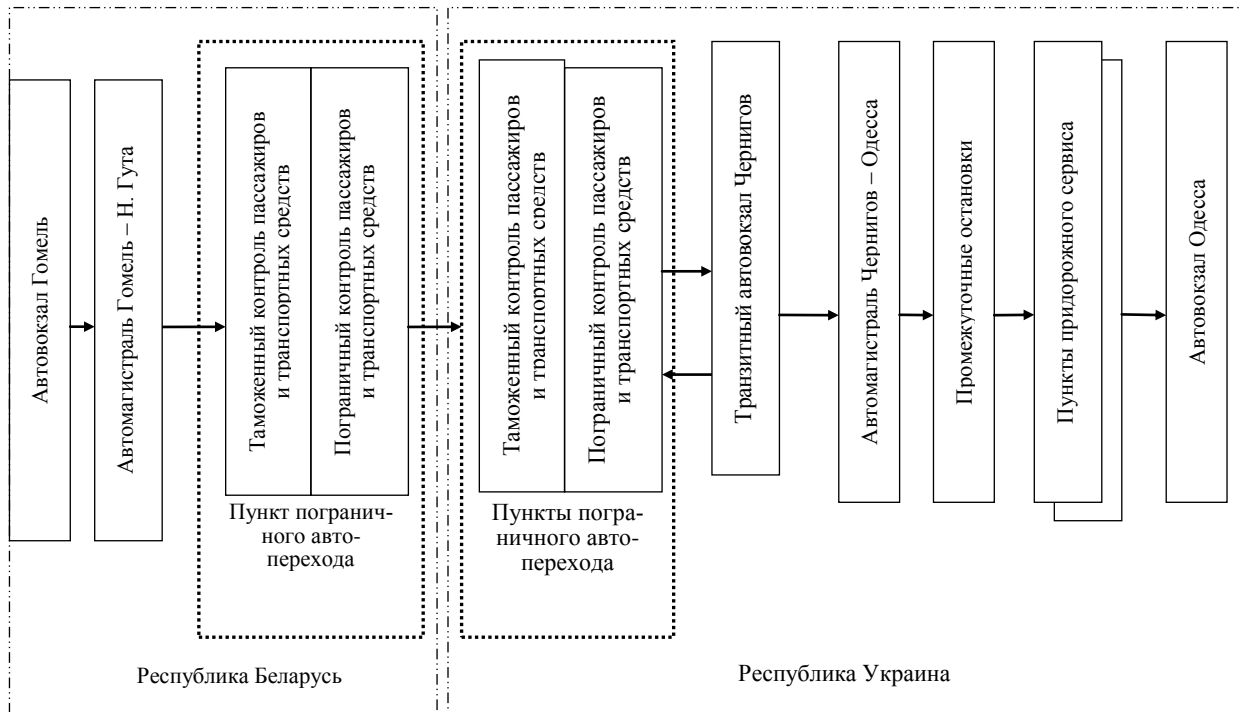 Автовокзал Гомель
Автомагистраль Гомель – Н. Гута
Таможенный контроль пассажиров
и транспортных средств
Пограничный контроль пассажиров
и транспортных средств
Пункт погранич-
ного авто-
перехода
Республика Беларусь
Таможенный контроль пассажиров
и транспортных средств
Пограничный контроль пассажиров
и транспортных средств
Пункты погра-
ничного авто-
перехода
Транзитный автовокзал Чернигов
Автомагистраль Чернигов – Одесса
Промежуточные остановки
Пункты придорожного сервиса
Автовокзал Одесса
Республика Украина